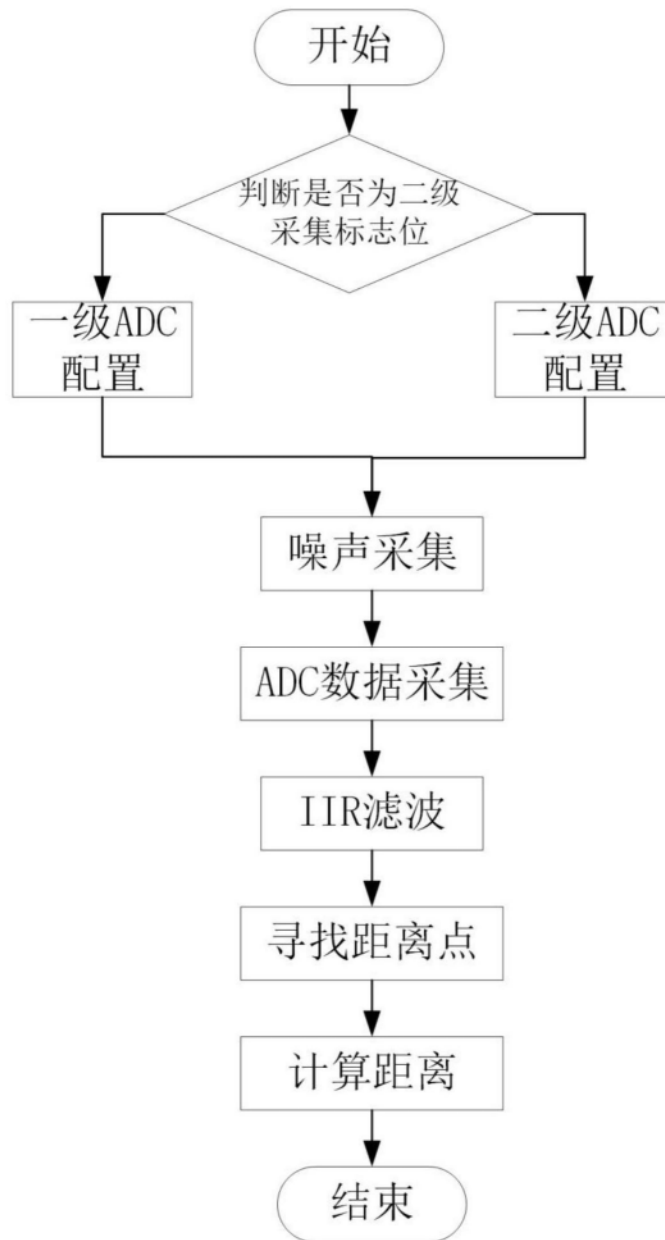 开始
判断是否为二级
采集标志位
一级ADC
配置
二级ADC
配置
噪声采集
ADC数据采集
IIR滤波
寻找距离点
计算距离
结束